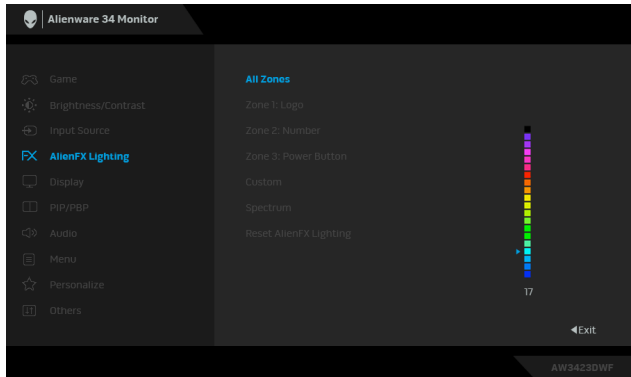 Alienware 34 Monitor
Game
Brightness/Contrast
Input Source
FX AlienFX Lighting
Display
PIP/PBP
Audio
Menu
Personalize
Others
All Zones
Zone 1: Logo
Zone 2: Number
Zone 3: Power Button
Custom
Spectrum
Reset AlienFX Lighting
17
Exit
AW3423DWF